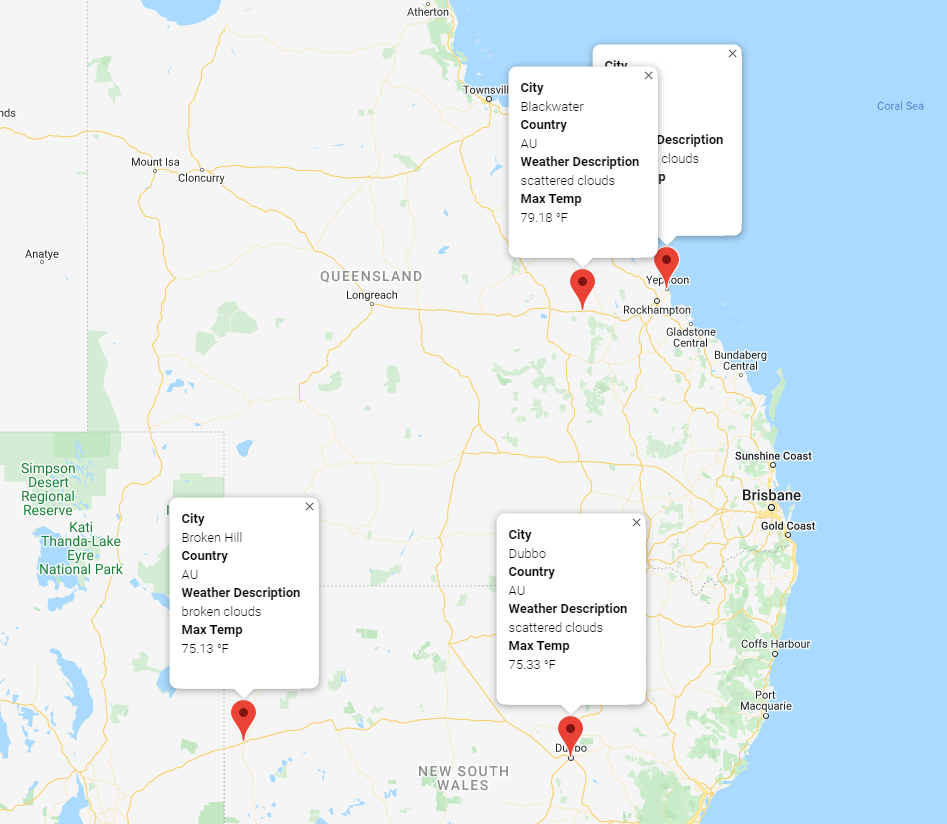 Atherton
Townsvill
Coral Sea
nds
Mount Isa
Cloncurry
Anatye
QUEENSLAND
Longreach
City
Description
clouds
p
City
Blackwater
Country
AU
Weather Description
scattered clouds
Max Temp
79.18 °F
Yeppoon
Rockhampton
Gladstone
Central
Bundaberg
Central
Sunshine Coast
Brisbane
Gold Coast
Simpson
Desert
Regional
Reserve
Kati
Thanda-Lake
Eyre
National Park
City
Broken Hill
Country
AU
Weather Description
broken clouds
Max Temp
75.13 °F
City
Dubbo
Country
AU
Weather Description
scattered clouds
Max Temp
75.33 °F
Coffs Harbour
Port
Macquarie
Dubbo
NEW SOUTH
WALES